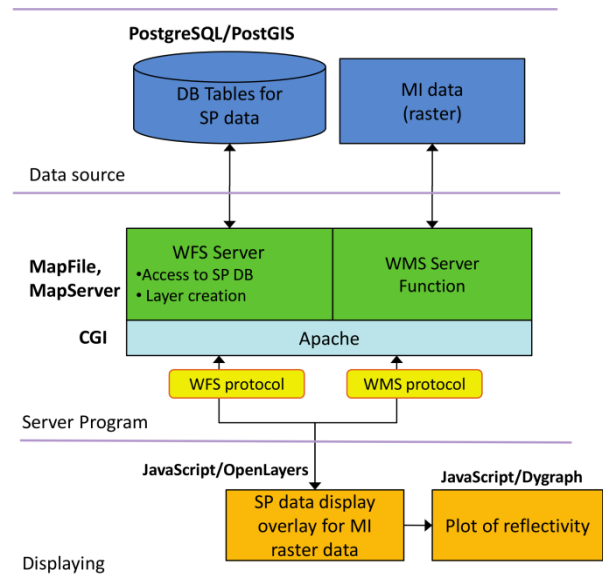 PostgreSQL/PostGIS
DB Tables for
SP data
MI data
(raster)
Data source
MapFile,
MapServer
WFS Server
•Access to SP DB
• Layer creation
WMS Server
Function
CGI
Apache
WFS protocol
WMS protocol
Server Program
JavaScript/OpenLayers
JavaScript/Dygraph
SP data display
overlay for MI
raster data
Plot of reflectivity
Displaying